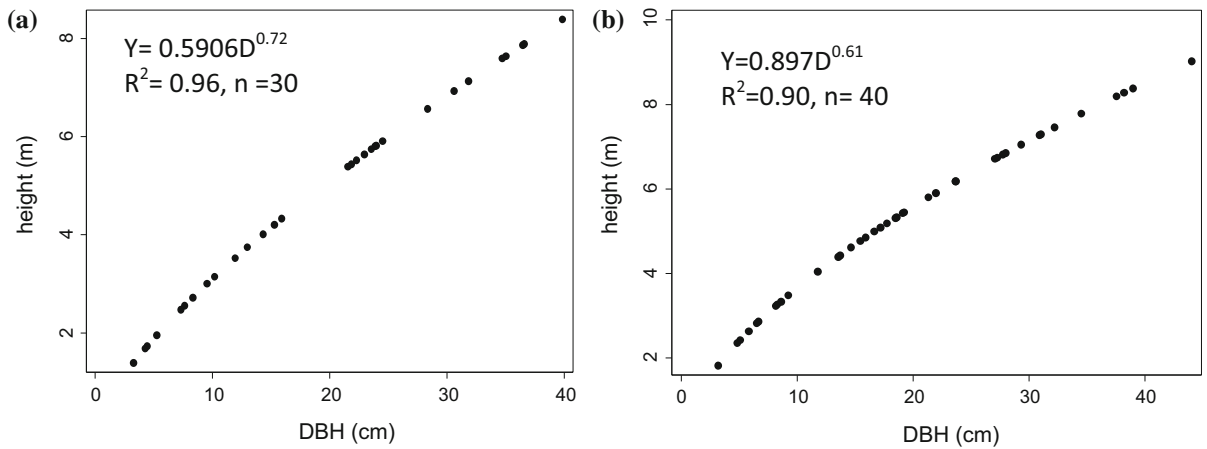 (a)
Y= 0.5906D^0.72
R^2= 0.96, n =30
height (m)
8
6
4
2
0 10 20 30 40
DBH (cm)
(b)
Y=0.897D^0.61
R^2=0.90, n= 40
height (m)
10
8
6
4
2
0 10 20 30 40
DBH (cm)